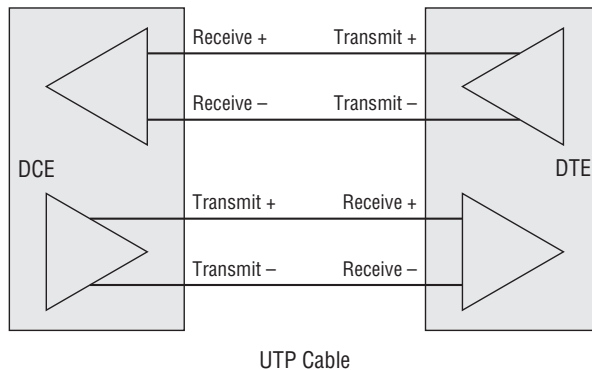 Receive + Transmit +
Receive – Transmit –
DCE DTE
Transmit + Receive +
Transmit – Receive –
UTP Cable